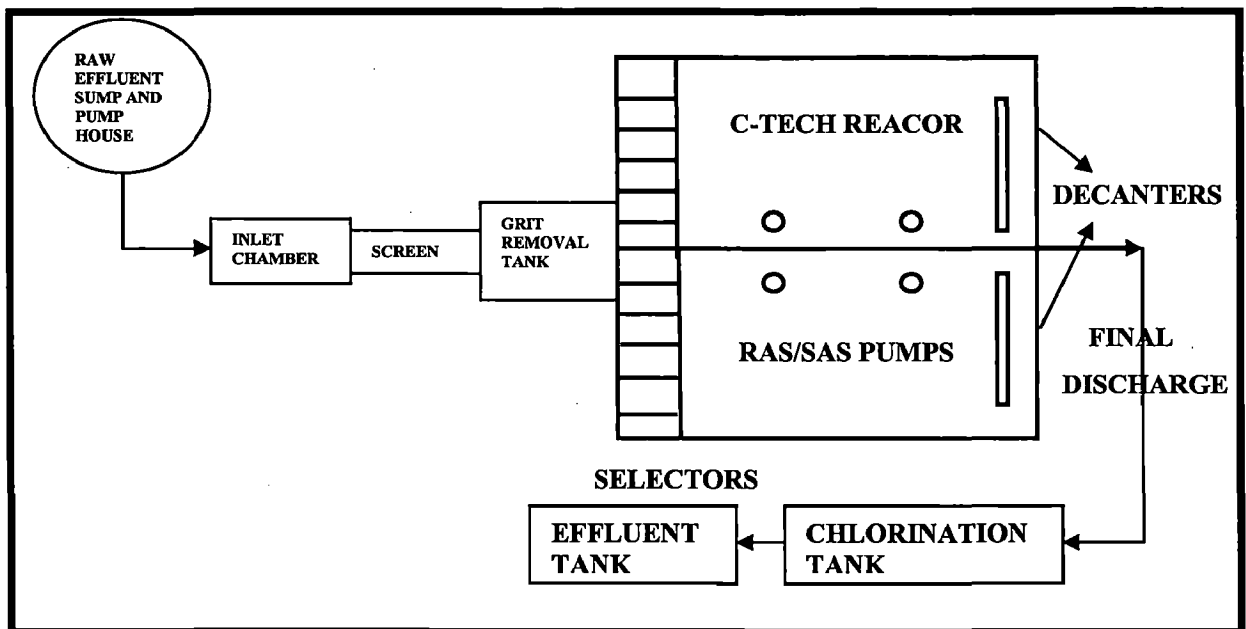 RAW
EFFLUENT
SUMP AND
PUMP
HOUSE
INLET
CHAMBER
SCREEN
GRIT
REMOVAL
TANK
C-TECH REACOR
DECANTERS
RAS/SAS PUMPS
FINAL
DISCHARGE
SELECTORS
EFFLUENT
TANK
CHLORINATION
TANK